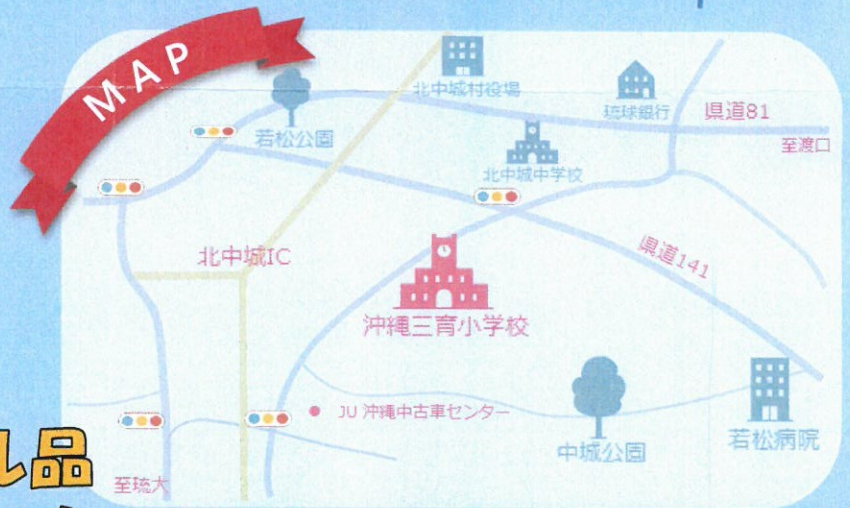 MAP
北中城村役場
琉球銀行
県道81
若松公園
至渡口
北中城中学校
北中城IC
県道141
沖縄三育小学校
JU 沖縄中古車センター
若松病院
中城公園
品
至琉大